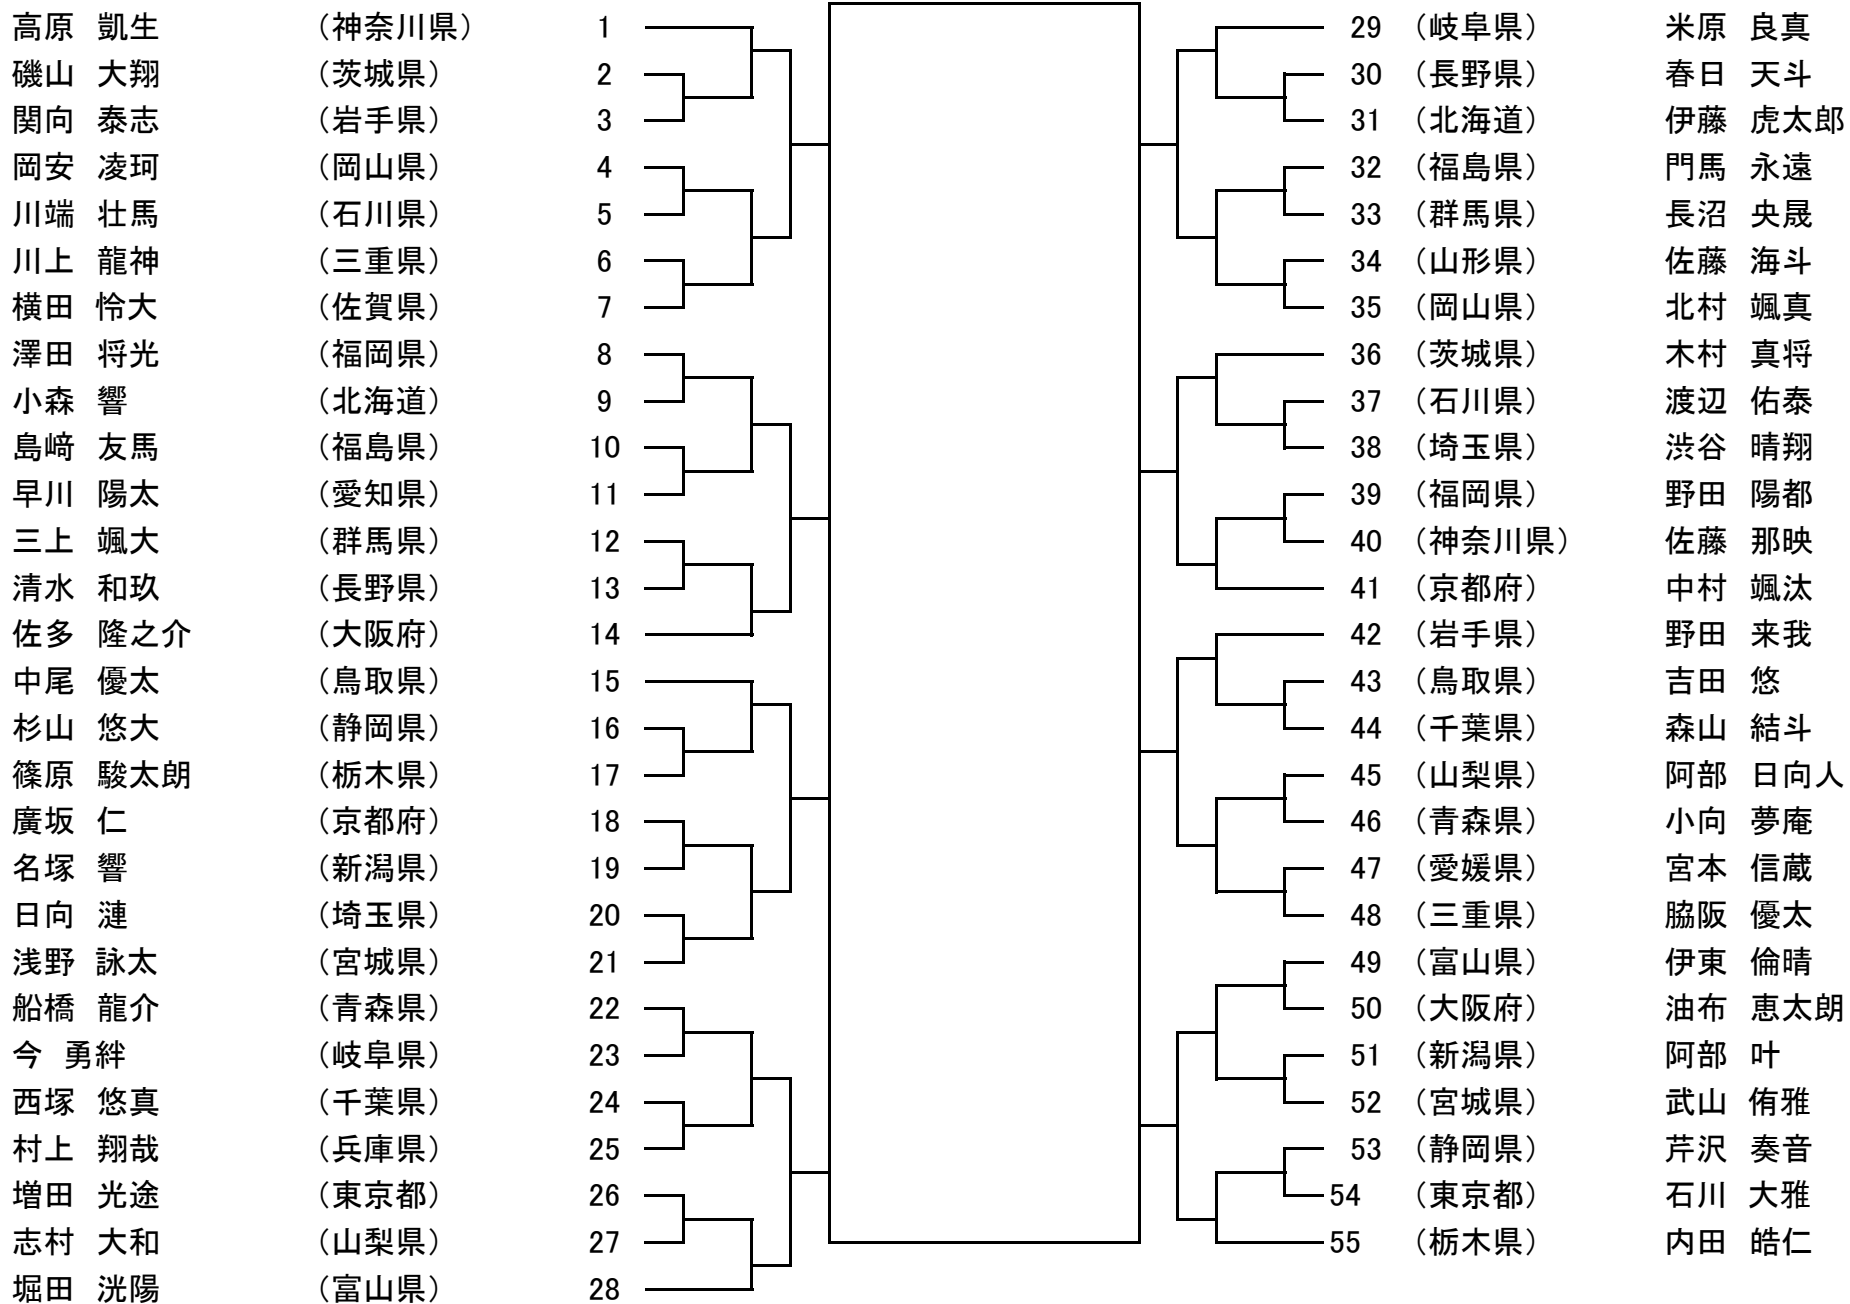 高原 凱生 （神奈川県） 1 29 （岐阜県） 米原 良真
磯山 大翔 （茨城県） 2 30 （長野県） 春日 天斗
関向 泰志 （岩手県） 3 31 （北海道） 伊藤 虎太郎
岡安 凌珂 （岡山県） 4 32 （福島県） 門馬 永遠
川端 壮馬 （石川県） 5 33 （群馬県） 長沼 央晟
川上 龍神 （三重県） 6 34 （山形県） 佐藤 海斗
横田 怜大 （佐賀県） 7 35 （岡山県） 北村 颯真
澤田 将光 （福岡県） 8 36 （茨城県） 木村 真将
小森 響 （北海道） 9 37 （石川県） 渡辺 佑泰
島﨑 友馬 （福島県） 10 38 （埼玉県） 渋谷 晴翔
早川 陽太 （愛知県） 11 39 （福岡県） 野田 陽都
三上 颯大 （群馬県） 12 40 （神奈川県） 佐藤 那映
清水 和玖 （長野県） 13 41 （京都府） 中村 颯汰
佐多 隆之介 （大阪府） 14 42 （岩手県） 野田 来我
中尾 優太 （鳥取県） 15 43 （鳥取県） 吉田 悠
杉山 悠大 （静岡県） 16 44 （千葉県） 森山 結斗
篠原 駿太朗 （栃木県） 17 45 （山梨県） 阿部 日向人
廣坂 仁 （京都府） 18 46 （青森県） 小向 夢庵
名塚 響 （新潟県） 19 47 （愛媛県） 宮本 信蔵
日向 漣 （埼玉県） 20 48 （三重県） 脇阪 優太
浅野 詠太 （宮城県） 21 49 （富山県） 伊東 倫晴
船橋 龍介 （青森県） 22 50 （大阪府） 油布 恵太朗
今 勇絆 （岐阜県） 23 51 （新潟県） 阿部 叶
西塚 悠真 （千葉県） 24 52 （宮城県） 武山 侑雅
村上 翔哉 （兵庫県） 25 53 （静岡県） 芹沢 奏音
増田 光途 （東京都） 26 54 （東京都） 石川 大雅
志村 大和 （山梨県） 27 55 （栃木県） 内田 皓仁
堀田 洸陽 （富山県） 28